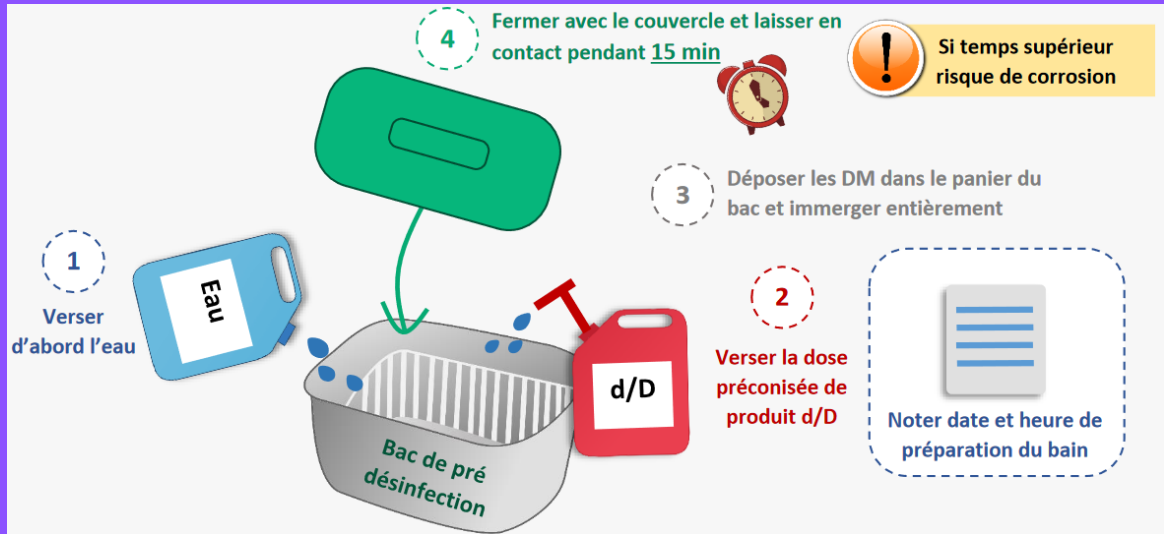 4
Fermer avec le couvercle et laisser en
contact pendant 15 min
!
Si temps supérieur
risque de corrosion
3
Déposer les DM dans le panier du
bac et immerger entièrement
1
Verser
d'abord l'eau
Eau
2
Verser la dose
préconisée de
produit d/D
d/D
Bac de pré
désinfection
Noter date et heure de
préparation du bain